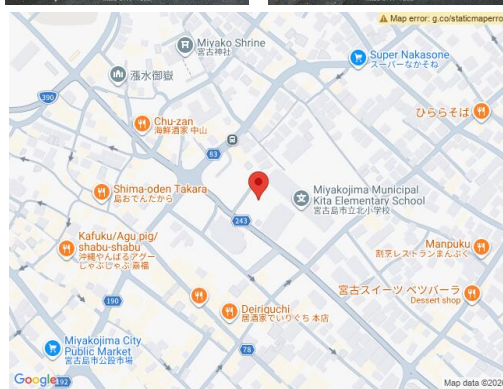 Map error: g.co/staticmaperro
Miyako Shrine
宮古神社
Super Nakasone
スーパーなかそね
漲水御嶽
390
ひららそば
Chu-zan
海鮮酒家 中山
83
Shima-oden Takara
島おでんたから
Miyakojima Municipal
Kita Elementary School
宮古島市立北小学校
243
Kafuku/Agu pig/
shabu-shabu
沖縄やんばるアグー
しゃぶしゃぶ 嘉福
Manpuku
割烹レストランまんぷく
宮古スイーツ ベツバーラ
Dessert shop
190
Deiriguchi
居酒家でいりぐち 本店
Miyakojima City
Public Market
宮古島市公設市場
78
Google
192
Map data ©202